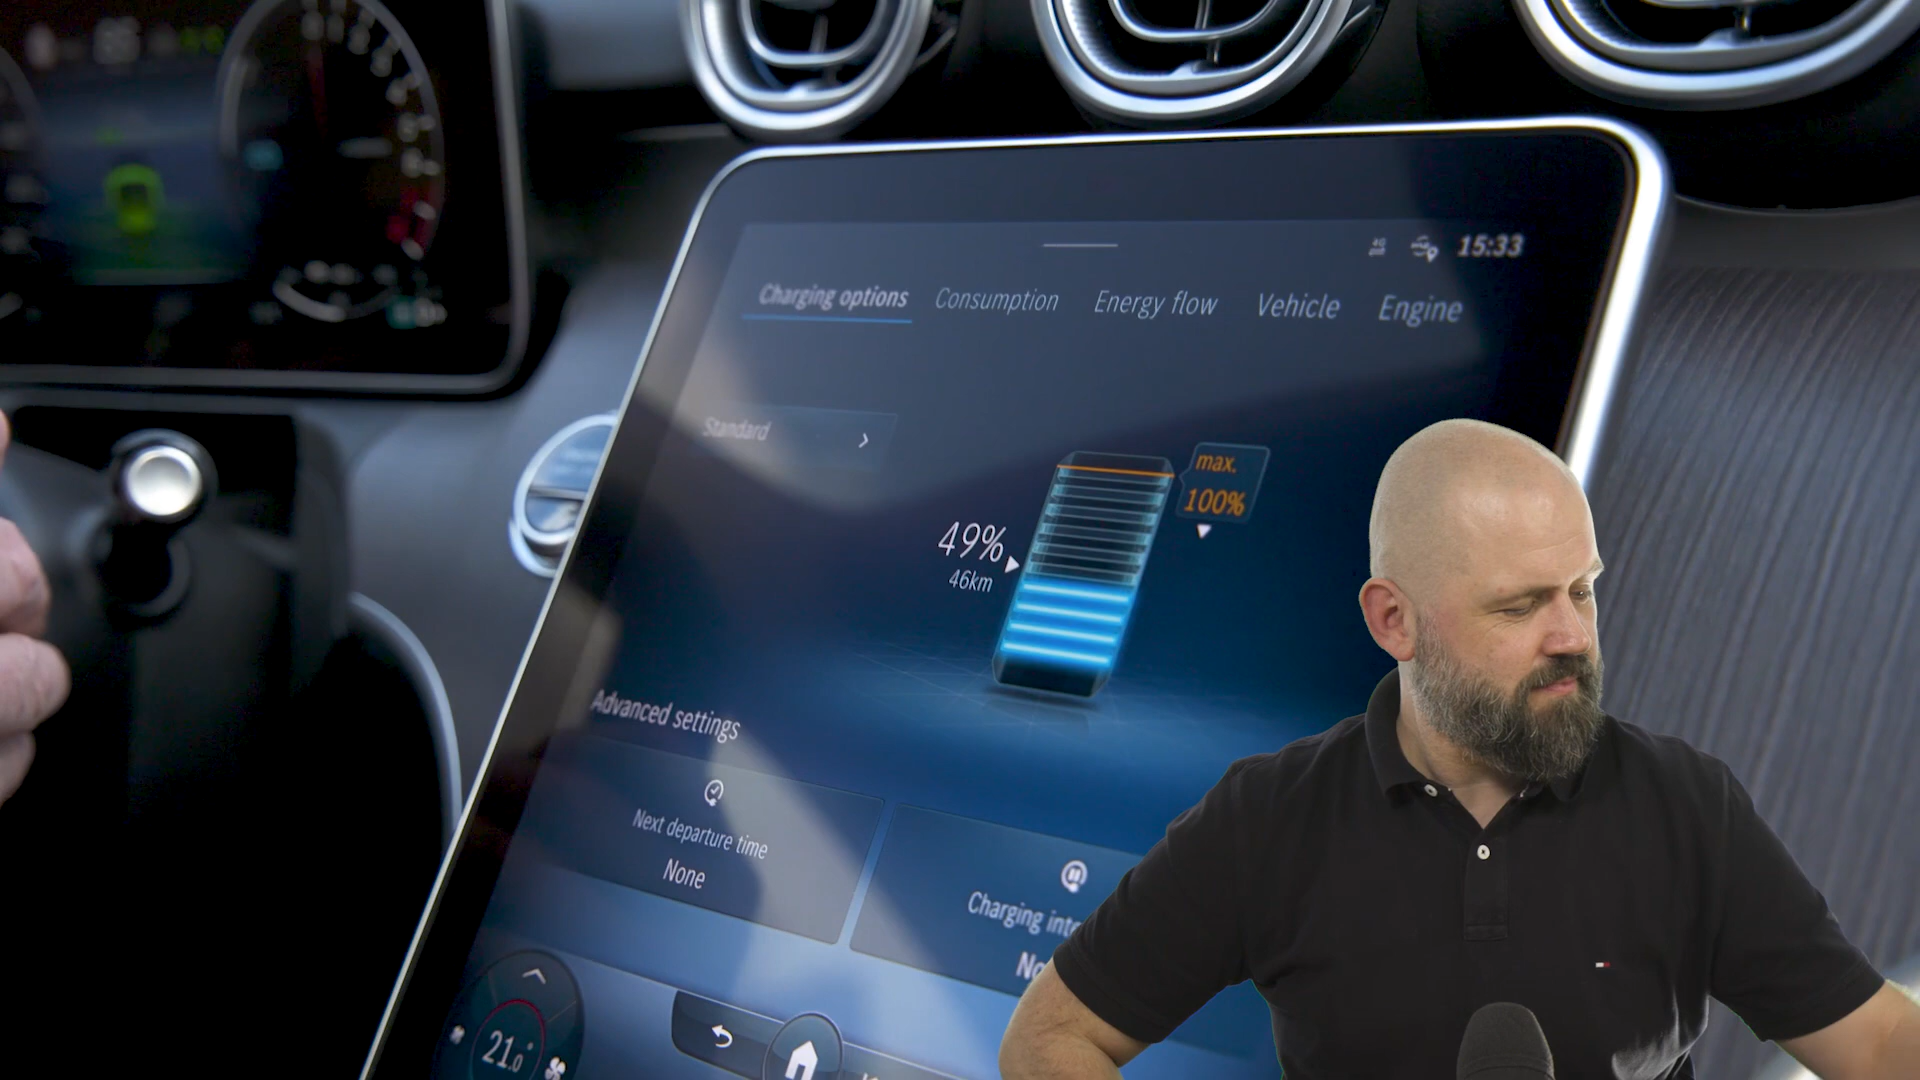 15:33
Charging options Consumption Energy flow Vehicle Engine
Standard
max.
100%
49%
46km
Advanced settings
Next departure time
None
Charging
21.0°